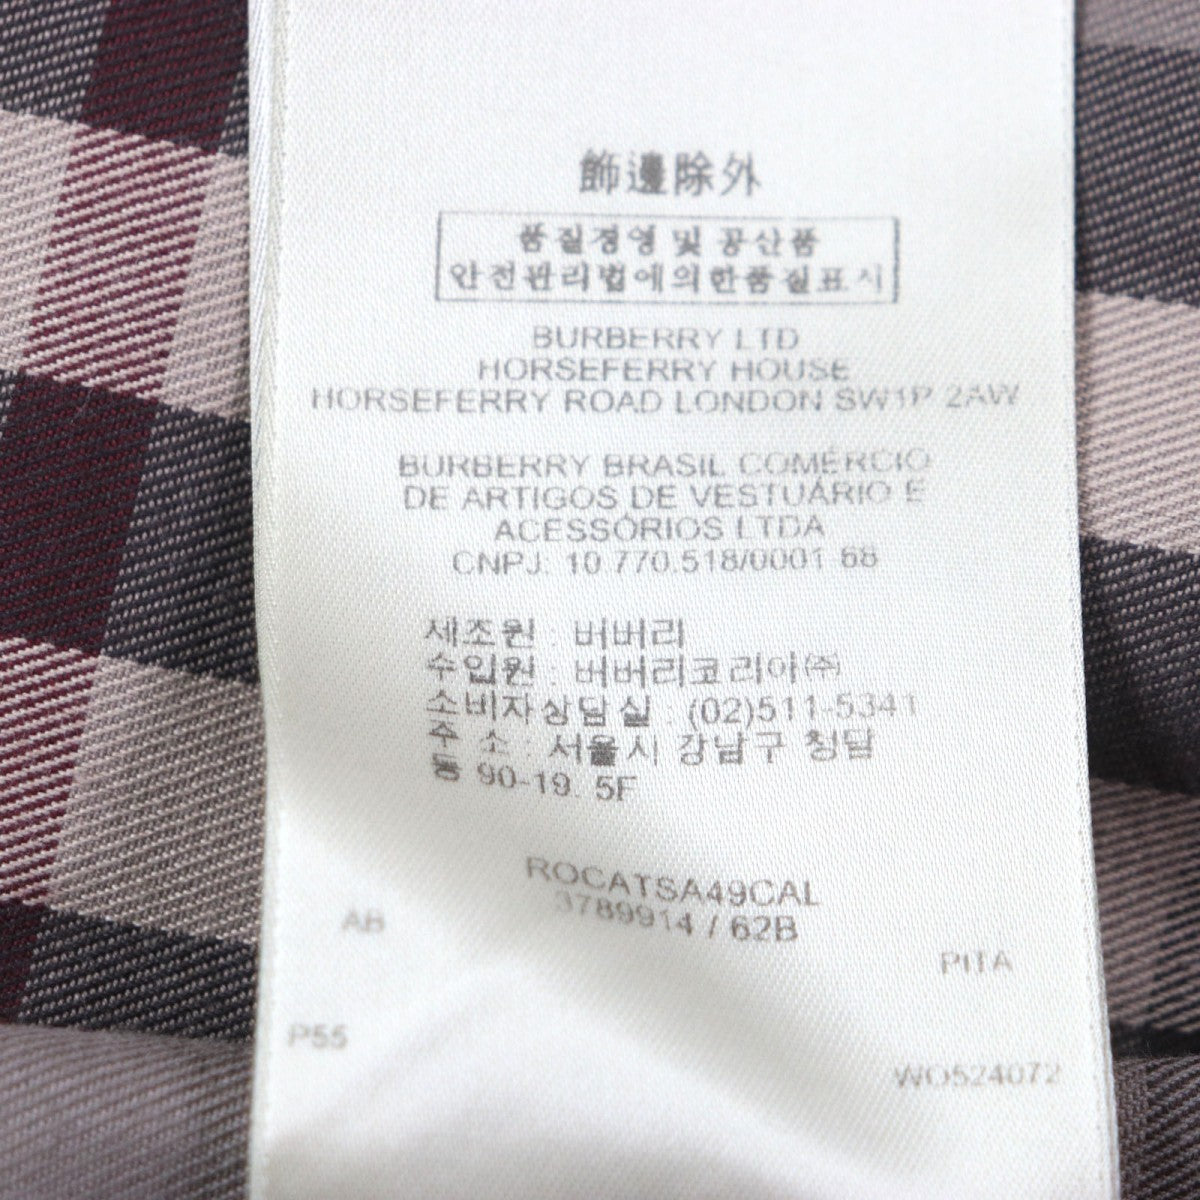 飾邊除外
품질경영 및 공산품
안전관리법에의한품질표시
BURBERRY LTD
HORSEFERRY HOUSE
HORSEFERRY ROAD LONDON SW1P 2AW
BURBERRY BRASIL COMÉRCIO
DE ARTIGOS DE VESTUÁRIO E
ACESSÓRIOS LTDA
CNPJ: 10 770.518/0001 68
세조원 : 버버리
수입원 : 버버리코리아㈜
소비자상담실 : (02)511-5341
주 소 : 서울시 강남구 청담
동 90-19. 5F
ROCATSA49CAL
3789914 / 62B
AB
PITA
P55
WO524072